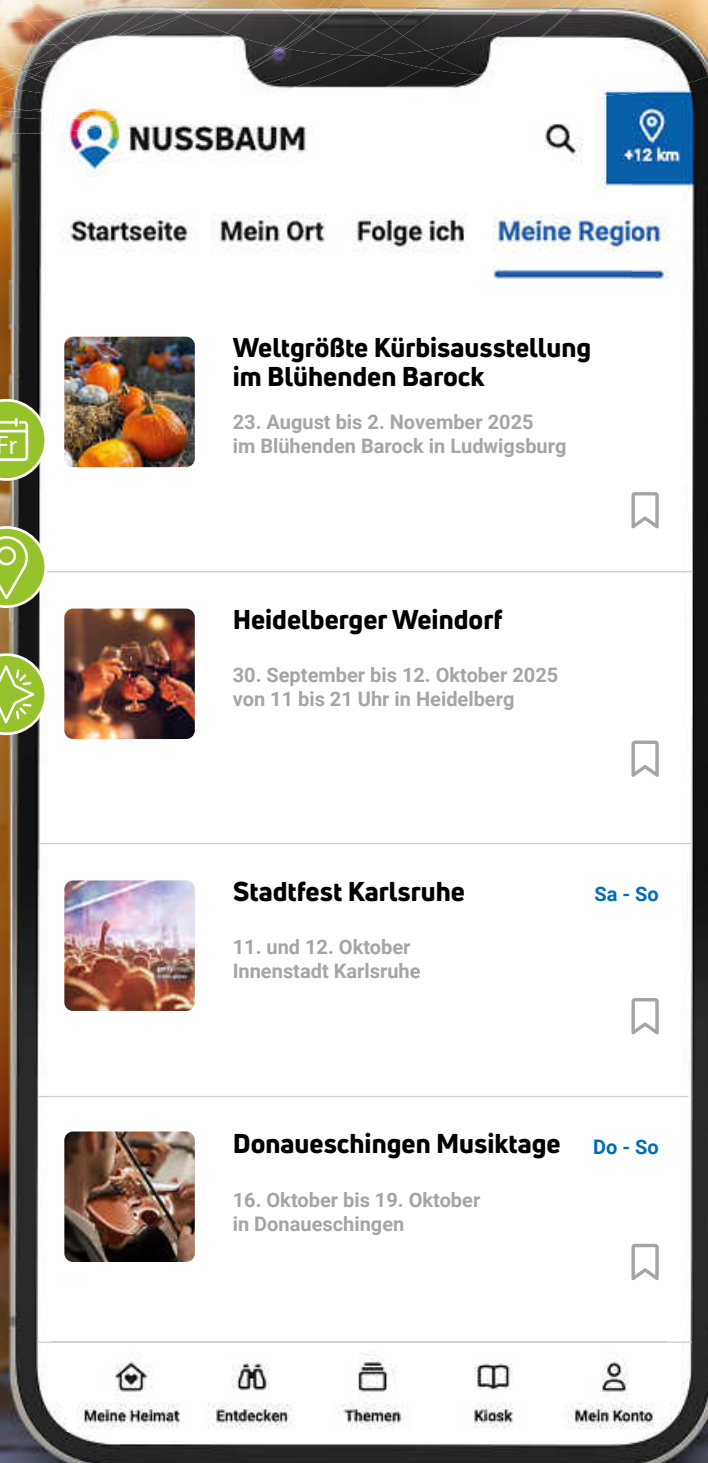 NUSSBAUM
+12 km
Startseite Mein Ort Folge ich Meine Region
Weltgrößte Kürbisausstellung
im Blühenden Barock
23. August bis 2. November 2025
im Blühenden Barock in Ludwigsburg
Fr
Heidelberger Weindorf
30. September bis 12. Oktober 2025
von 11 bis 21 Uhr in Heidelberg
Stadtfest Karlsruhe Sa - So
11. und 12. Oktober
Innenstadt Karlsruhe
Donaueschingen Musiktage Do - So
16. Oktober bis 19. Oktober
in Donaueschingen
Meine Heimat Entdecken Themen Kiosk Mein Konto